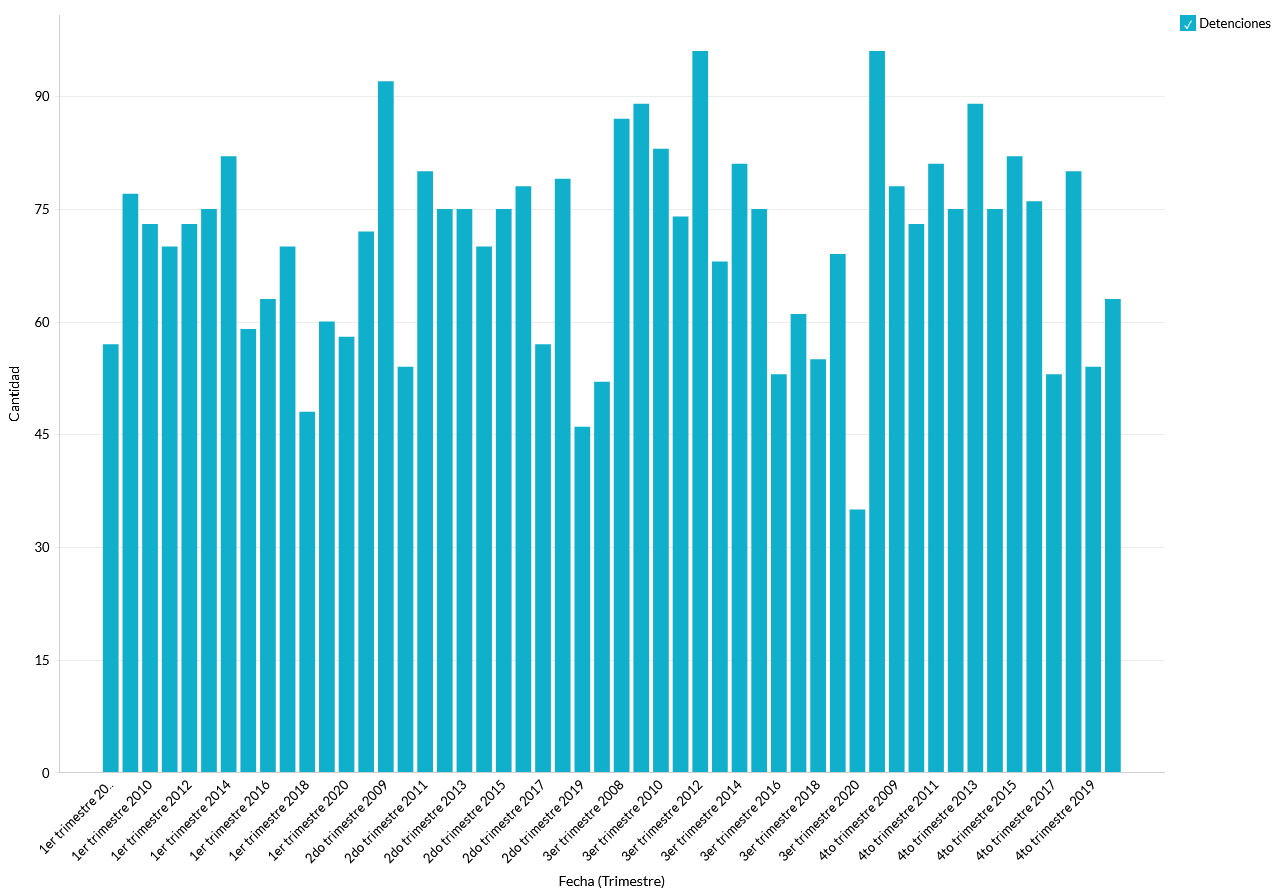 Detenciones
90
75
60
45
30
15
0
Cantidad
1er trimestre 20..
1er trimestre 2010
1er trimestre 2012
1er trimestre 2014
1er trimestre 2016
1er trimestre 2018
1er trimestre 2020
2do trimestre 2009
2do trimestre 2011
2do trimestre 2013
2do trimestre 2015
2do trimestre 2017
2do trimestre 2019
3er trimestre 2008
3er trimestre 2010
3er trimestre 2012
3er trimestre 2014
3er trimestre 2016
3er trimestre 2018
3er trimestre 2020
4to trimestre 2009
4to trimestre 2011
4to trimestre 2013
4to trimestre 2015
4to trimestre 2017
4to trimestre 2019
Fecha (Trimestre)